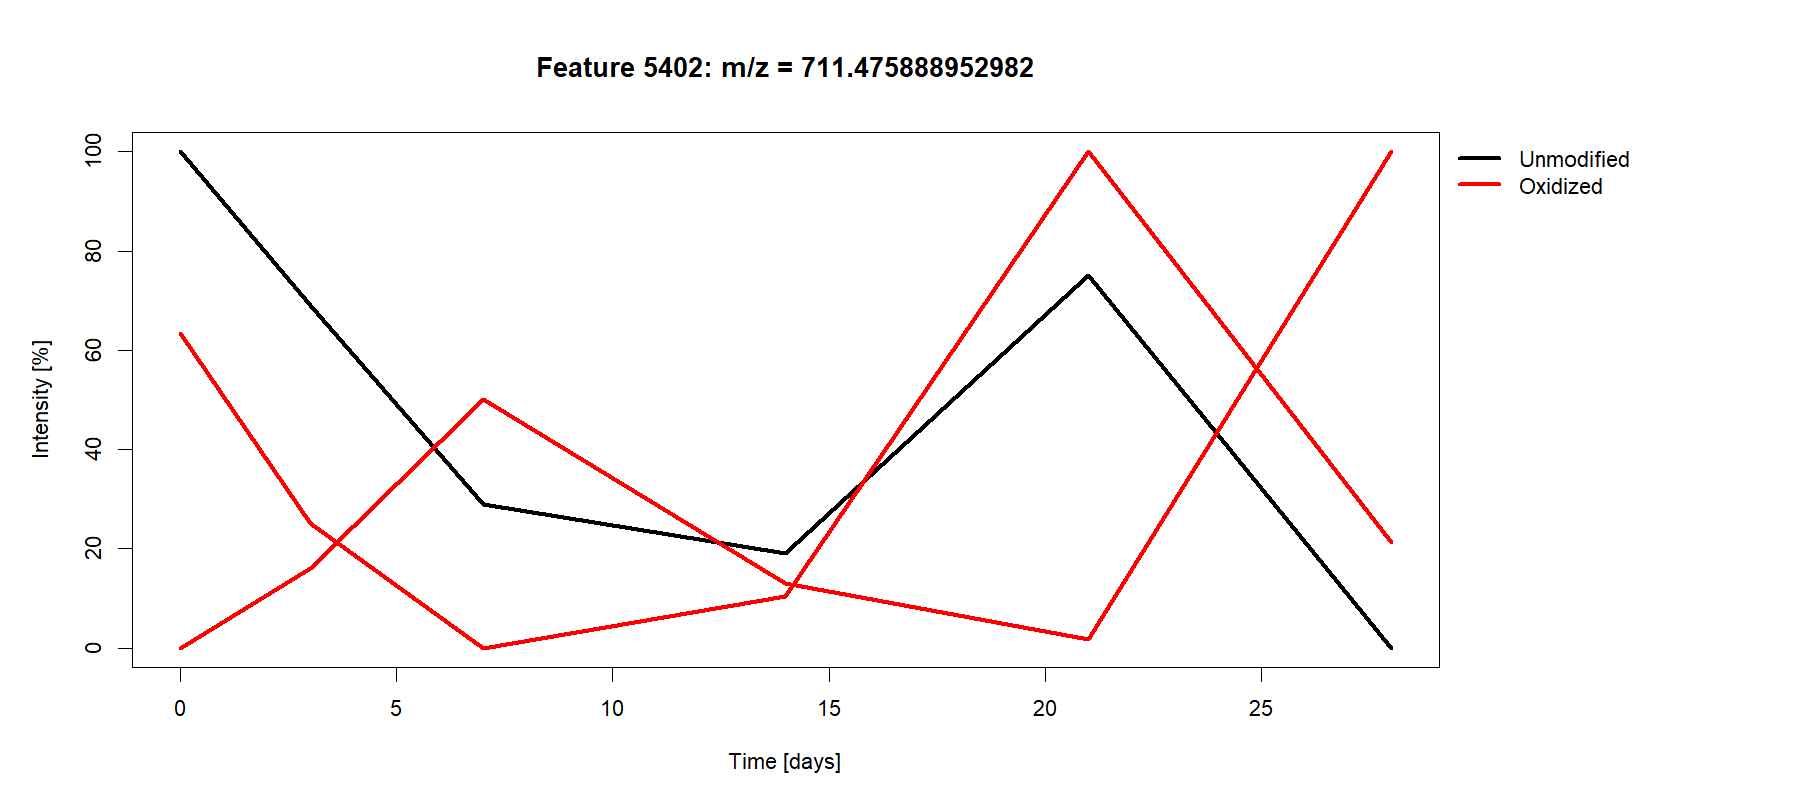 Feature 5402: m/z = 711.475888952982
Unmodified
Oxidized
Intensity [%]
100
80
60
40
20
0
0 5 10 15 20 25
Time [days]